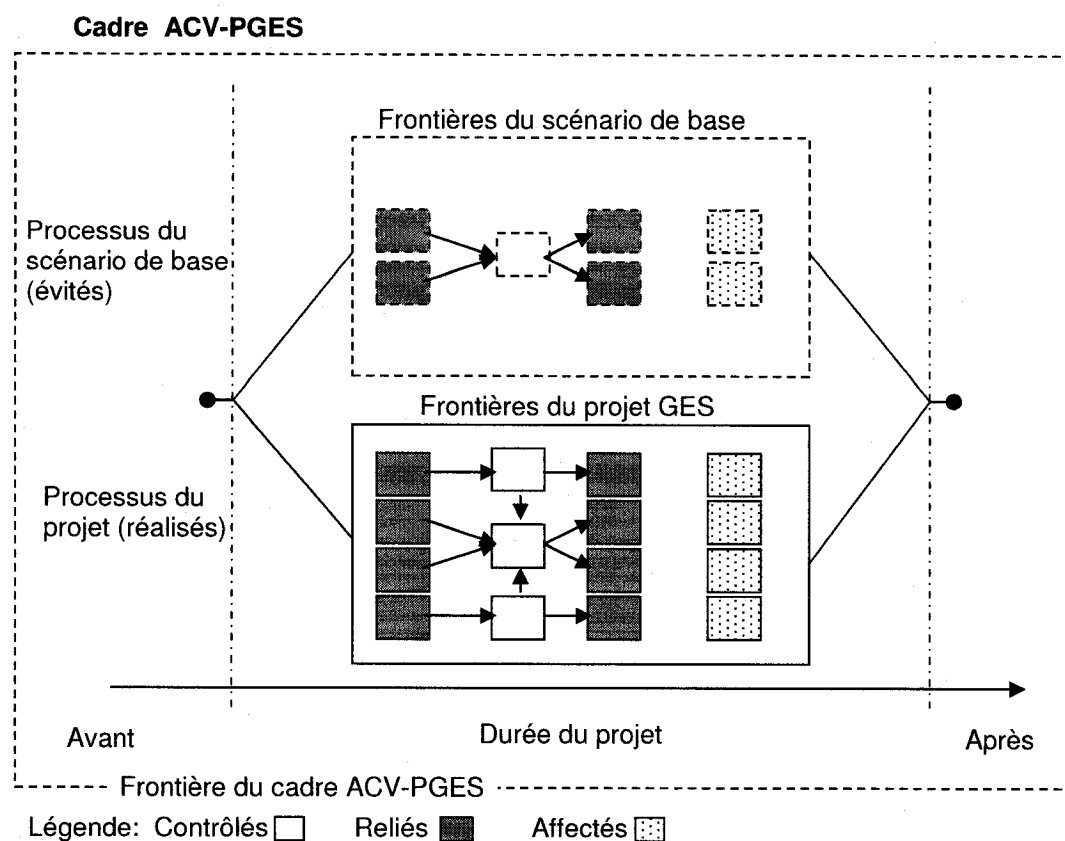 Cadre ACV-PGES
Frontières du scénario de base
Processus du
scénario de base
(évités)
Frontières du projet GES
Processus du
projet (réalisés)
Avant
Durée du projet
Après
Frontière du cadre ACV-PGES
Légende: Contrôlés
Reliés
Affectés